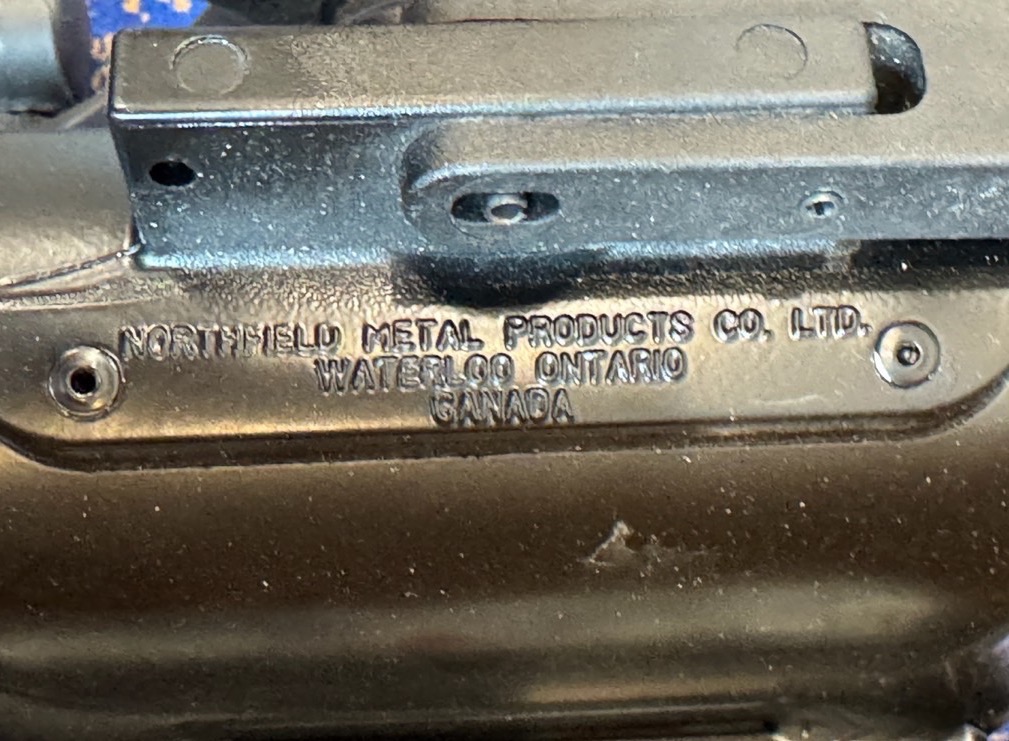 NORTHFIELD METAL PRODUCTS CO. LTD.
WATERLOO ONTARIO
CANADA